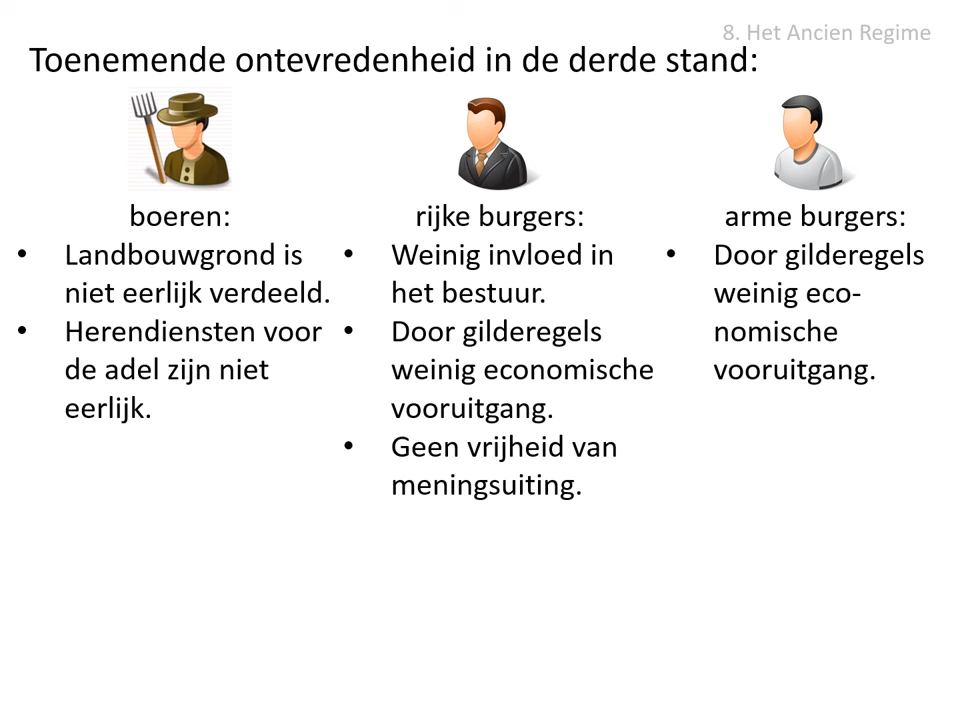 8. Het Ancien Regime
Toenemende ontevredenheid in de derde stand:
boeren:
• Landbouwgrond is
niet eerlijk verdeeld.
• Herendiensten voor
de adel zijn niet
eerlijk.
rijke burgers:
• Weinig invloed in
het bestuur.
• Door gilderegels
weinig economische
vooruitgang.
• Geen vrijheid van
meningsuiting.
arme burgers:
• Door gilderegels
weinig eco-
nomische
vooruitgang.